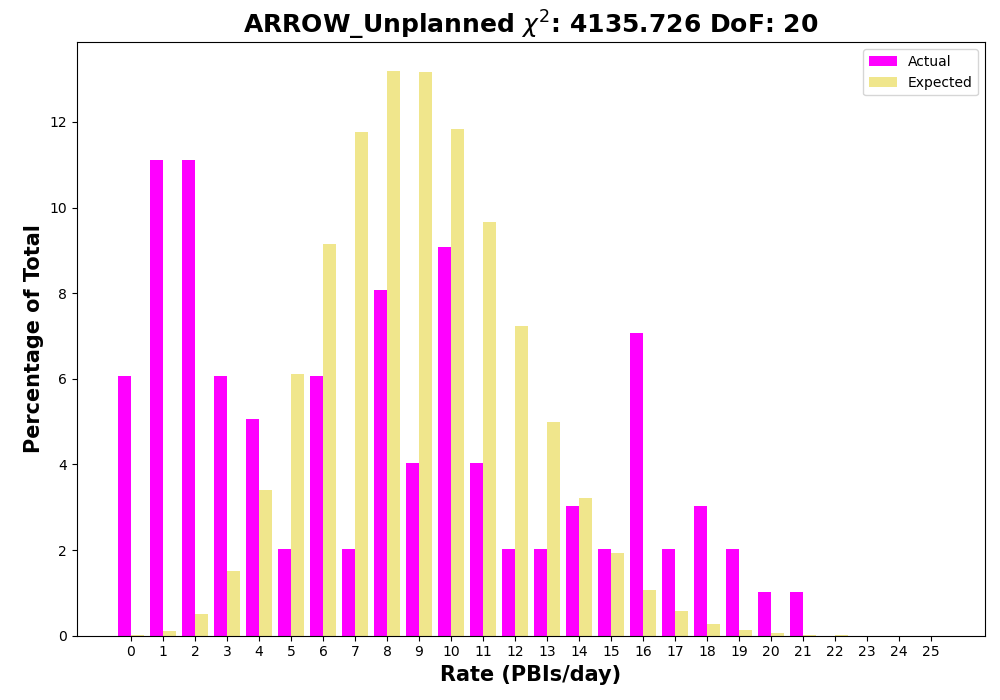 ARROW_Unplanned χ²: 4135.726 DoF: 20
Actual
Expected
Percentage of Total
12
10
8
6
4
2
0
0 1 2 3 4 5 6 7 8 9 10 11 12 13 14 15 16 17 18 19 20 21 22 23 24 25
Rate (PBIs/day)